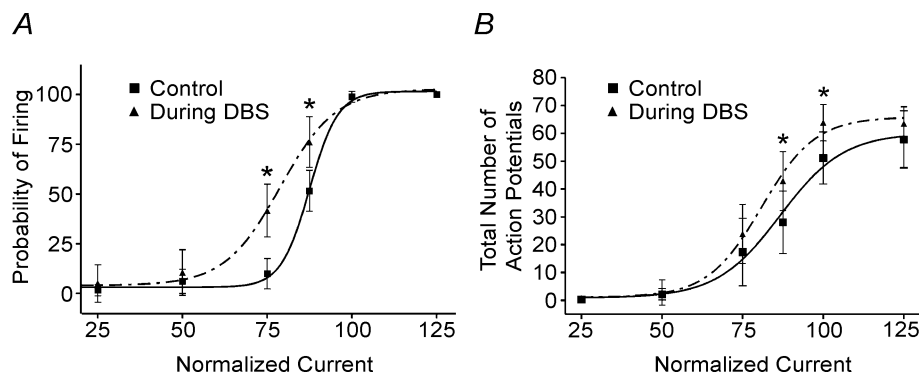 A
Probability of Firing
100
75
50
25
0
■ Control
▲ During DBS
*
*
25 50 75 100 125
Normalized Current
B
Total Number of
Action Potentials
80
70
60
50
40
30
20
10
0
■ Control
▲ During DBS
*
*
25 50 75 100 125
Normalized Current